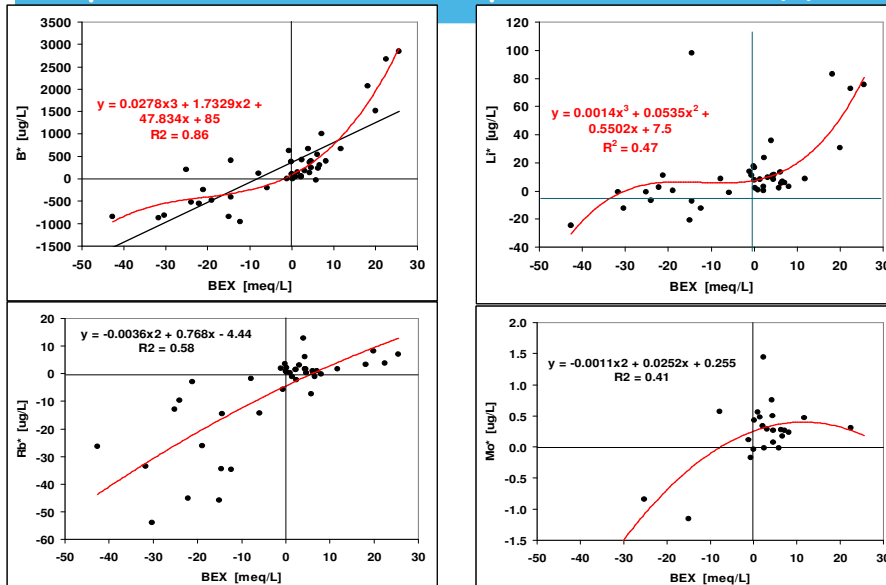 3500
3000
2500
2000
1500
1000
500
0
-500
-1000
-1500
B* [ug/L]
y = 0.0278x3 + 1.7329x2 +
47.834x + 85
R2 = 0.86
-50 -40 -30 -20 -10 0 10 20 30
BEX [meq/L]
120
100
80
60
40
20
0
-20
-40
Li* [ug/L]
y = 0.0014x³ + 0.0535x² +
0.5502x + 7.5
R² = 0.47
-50 -40 -30 -20 -10 0 10 20 30
BEX [meq/L]
20
10
0
-10
-20
-30
-40
-50
-60
Rb* [ug/L]
y = -0.0036x2 + 0.768x - 4.44
R2 = 0.58
-50 -40 -30 -20 -10 0 10 20 30
BEX [meq/L]
2.0
1.5
1.0
0.5
0.0
-0.5
-1.0
-1.5
Mo* [ug/L]
y = -0.0011x2 + 0.0252x + 0.255
R2 = 0.41
-50 -40 -30 -20 -10 0 10 20 30
BEX [meq/L]